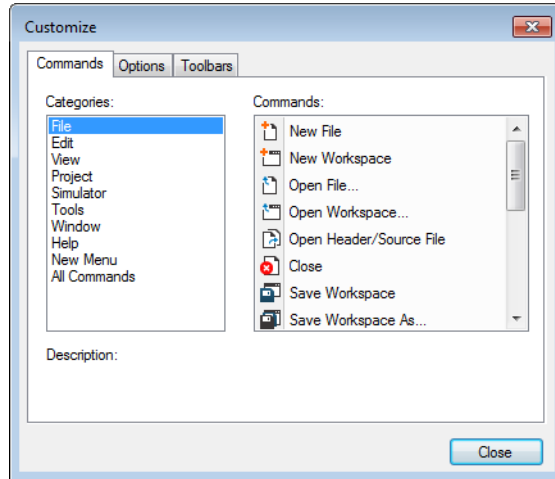 Customize
Commands
Options
Toolbars
Categories:
File
Edit
View
Project
Simulator
Tools
Window
Help
New Menu
All Commands
Commands:
New File
New Workspace
Open File...
Open Workspace...
Open Header/Source File
Close
Save Workspace
Save Workspace As...
Description:
Close